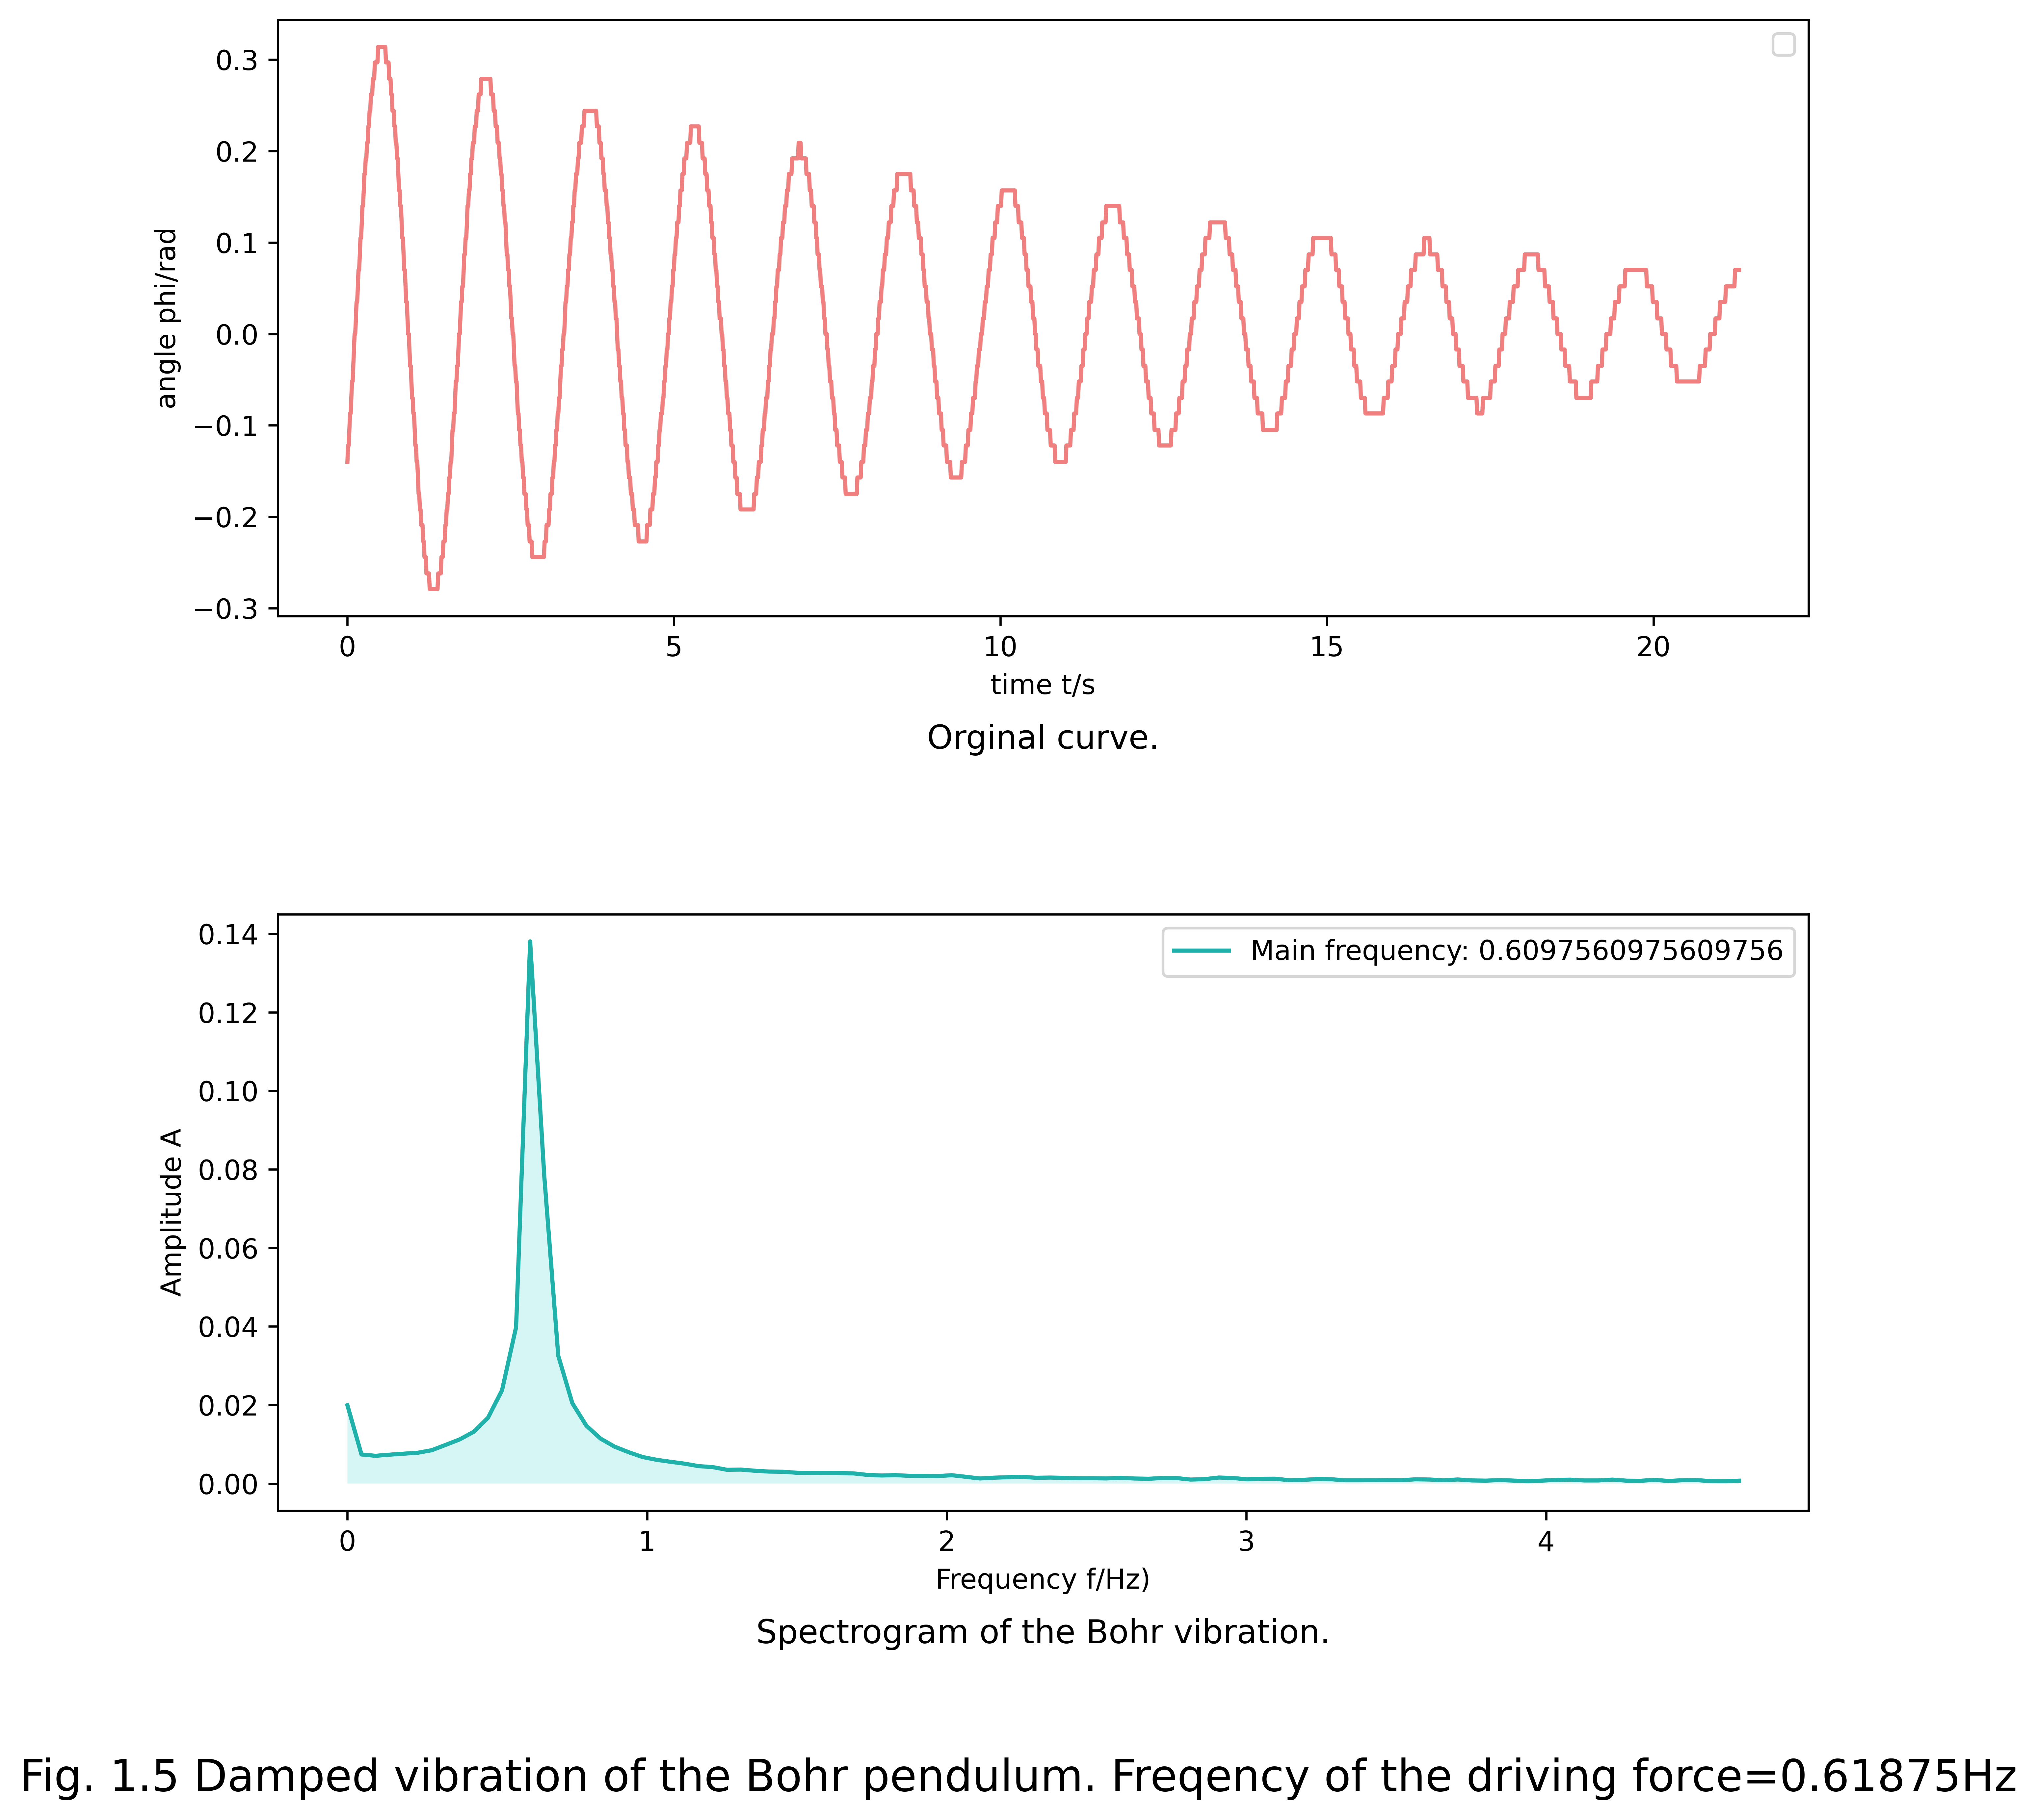 0.3
0.2
0.1
0.0
−0.1
−0.2
−0.3
angle phi/rad
0 5 10 15 20
time t/s
Orginal curve.
0.14
0.12
0.10
0.08
0.06
0.04
0.02
0.00
Amplitude A
Main frequency: 0.6097560975609756
0 1 2 3 4
Frequency f/Hz)
Spectrogram of the Bohr vibration.
Fig. 1.5 Damped vibration of the Bohr pendulum. Freqency of the driving force=0.61875Hz